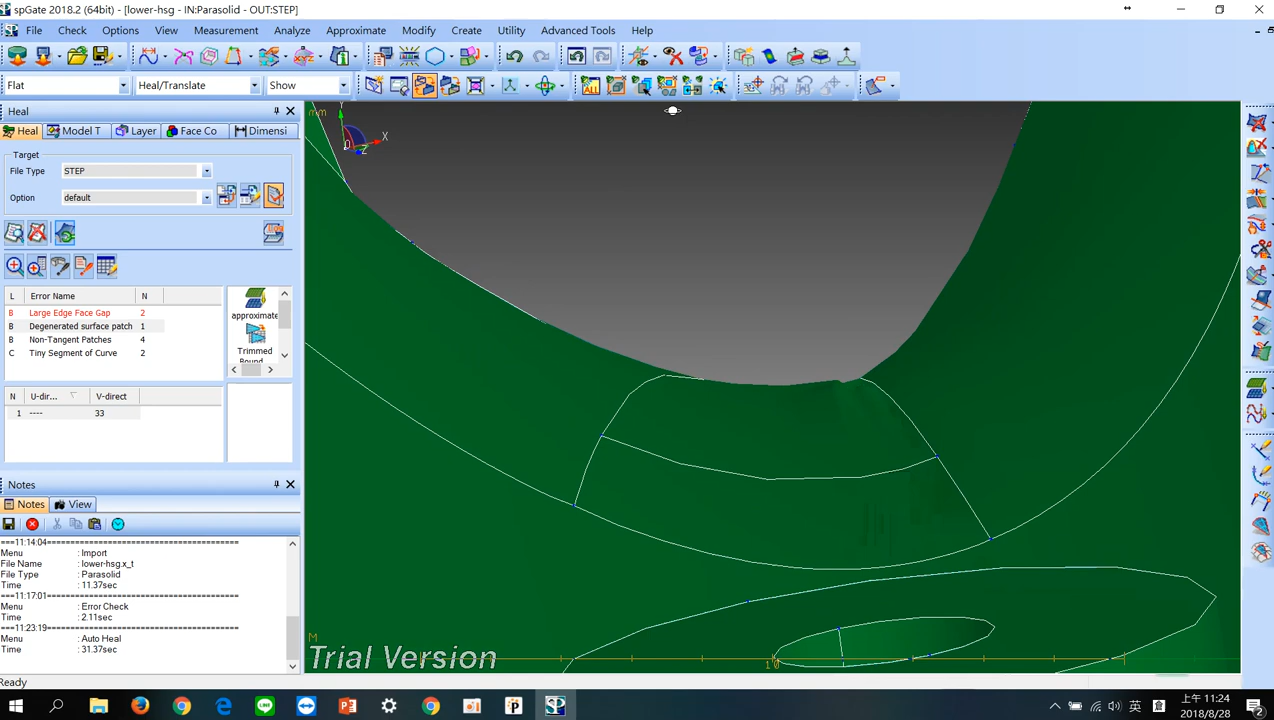 spGate 2018.2 (64bit) - [lower-hsg - IN:Parasolid - OUT:STEP]
File Check Options View Measurement Analyze Approximate Modify Create Utility Advanced Tools Help
Flat Heal/Translate Show
Heal
Heal Model T Layer Face Co Dimensi
Target
File Type STEP
Option default
L Error Name N
B Large Edge Face Gap 2
B Degenerated surface patch 1
B Non-Tangent Patches 4
C Tiny Segment of Curve 2
approximate
Trimmed
Round
N U-dir... V-direct
1 ---- 33
Notes
Notes View
===11:14:04=========================================
Menu : Import
File Name : lower-hsg.x_t
File Type : Parasolid
Time : 11.37sec
===11:17:01=========================================
Menu : Error Check
Time : 2.11sec
===11:23:19=========================================
Menu : Auto Heal
Time : 31.37sec
mm
Y
X
Z
M
10
Trial Version
Ready
英
上午 11:24
2018/8/28
2